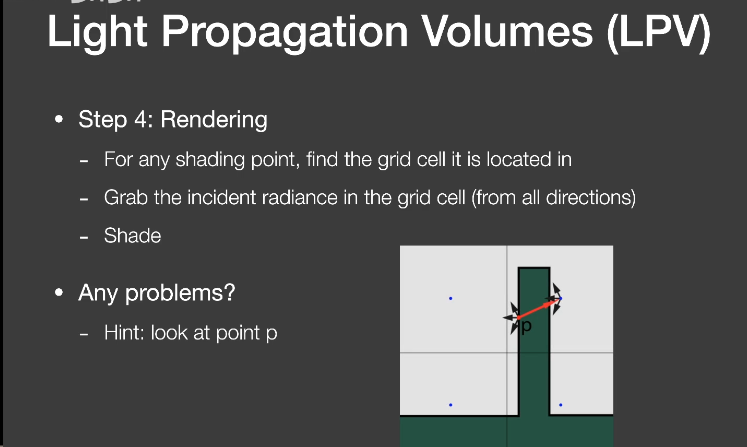 Light Propagation Volumes (LPV)
• Step 4: Rendering
- For any shading point, find the grid cell it is located in
- Grab the incident radiance in the grid cell (from all directions)
- Shade
• Any problems?
- Hint: look at point p
p